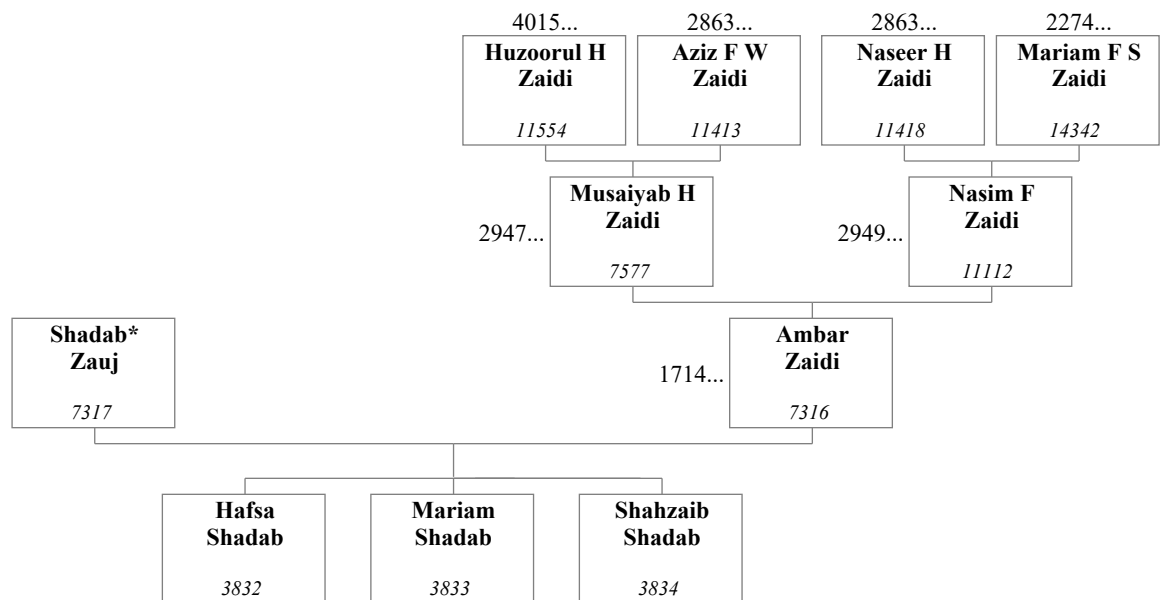 4015... 2863... 2863... 2274...
Huzoorul H Aziz F W Naseer H Mariam F S
Zaidi Zaidi Zaidi Zaidi
11554 11413 11418 14342
Musaiyab H Nasim F
Zaidi Zaidi
2947... 2949...
7577 11112
Shadab* Ambar
Zauj Zaidi
1714...
7317 7316
Hafsa Mariam Shahzaib
Shadab Shadab Shadab
3832 3833 3834